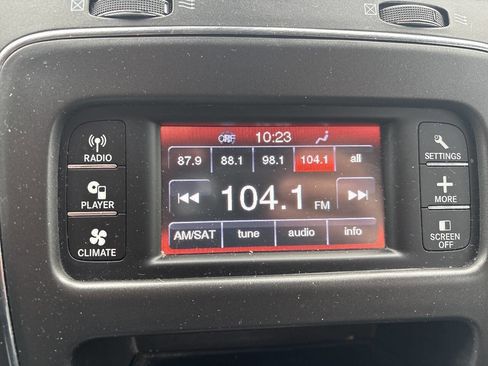 OFF 10:23
87.9 88.1 98.1 104.1 all
104.1 FM
AM/SAT tune audio info
RADIO
PLAYER
CLIMATE
SETTINGS
MORE
SCREEN
OFF